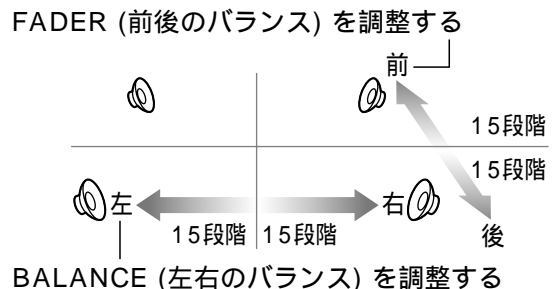 FADER (前後のバランス) を調整する
前
15段階
15段階
左
右
15段階
15段階
後
BALANCE (左右のバランス) を調整する